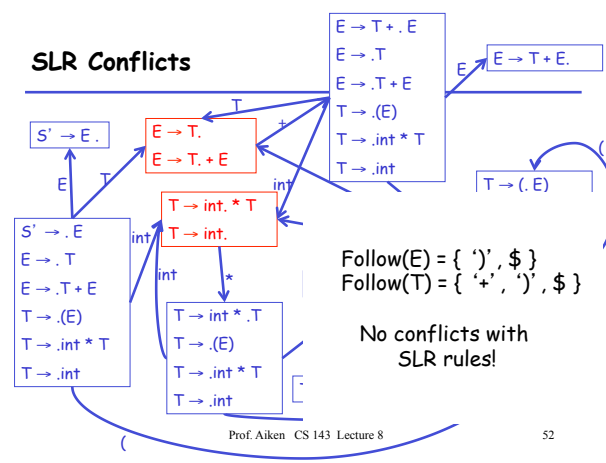 SLR Conflicts
E → T + . E
E → .T
E → .T + E
T → .(E)
T → .int * T
T → .int
E
E → T + E.
T
+
int
S' → E .
E → T.
E → T. + E
E
T
(
T → (. E)
T → int. * T
T → int.
S' → . E
E → . T
E → .T + E
T → .(E)
T → .int * T
T → .int
int
int
*
T → int * .T
T → .(E)
T → .int * T
T → .int
Follow(E) = { ‘)’, $ }
Follow(T) = { ‘+’, ‘)’, $ }
No conflicts with
SLR rules!
(
Prof. Aiken CS 143 Lecture 8
52